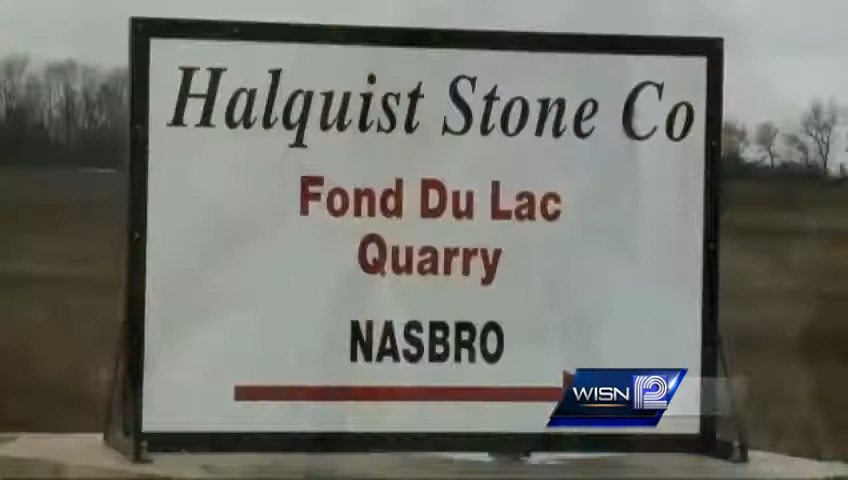 Halquist Stone Co
Fond Du Lac
Quarry
NASBRO
WISN 12